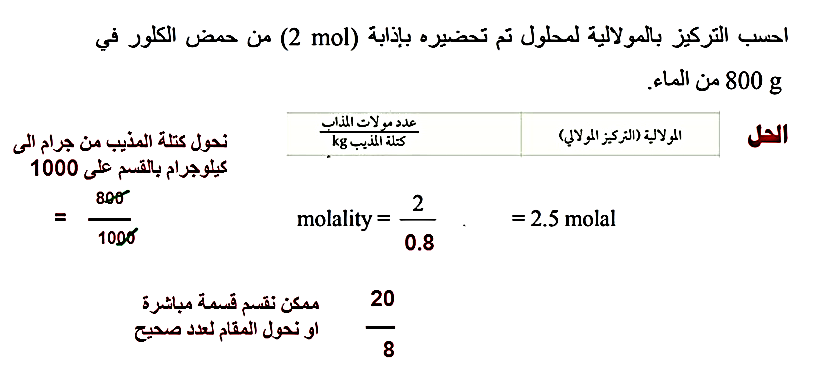 احسب التركيز بالمولالية لمحلول تم تحضيره بإذابة (2 mol) من حمض الكلور في
800 g من الماء.
الحل
المولالية (التركيز المولالي)
عدد مولات المذاب
كتلة المذيب kg
نحول كتلة المذيب من جرام الى
كيلوجرام بالقسم على 1000
= 800
1000
molality = 2
0.8
= 2.5 molal
ممكن نقسم قسمة مباشرة
او نحول المقام لعدد صحيح
20
8